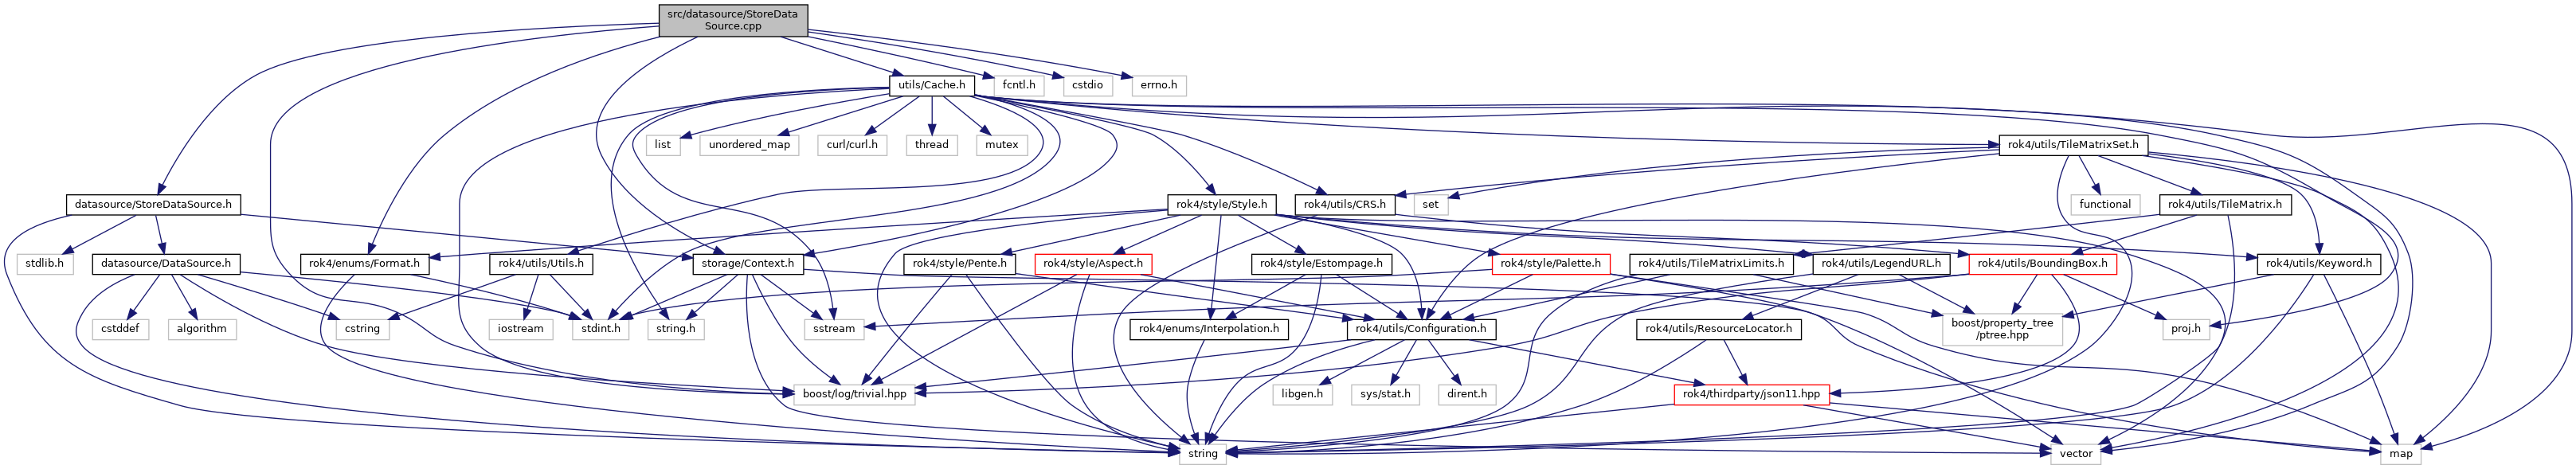 src/datasource/StoreData
Source.cpp
utils/Cache.h
fcntl.h
cstdio
errno.h
list
unordered_map
curl/curl.h
thread
mutex
rok4/utils/TileMatrixSet.h
datasource/StoreDataSource.h
rok4/style/Style.h
rok4/utils/CRS.h
set
functional
rok4/utils/TileMatrix.h
stdlib.h
datasource/DataSource.h
rok4/enums/Format.h
rok4/utils/Utils.h
storage/Context.h
rok4/style/Pente.h
rok4/style/Aspect.h
rok4/style/Estompage.h
rok4/style/Palette.h
rok4/utils/TileMatrixLimits.h
rok4/utils/LegendURL.h
rok4/utils/BoundingBox.h
rok4/utils/Keyword.h
cstddef
algorithm
cstring
iostream
stdint.h
string.h
sstream
rok4/enums/Interpolation.h
rok4/utils/Configuration.h
rok4/utils/ResourceLocator.h
boost/property_tree
/ptree.hpp
proj.h
boost/log/trivial.hpp
libgen.h
sys/stat.h
dirent.h
rok4/thirdparty/json11.hpp
string
vector
map